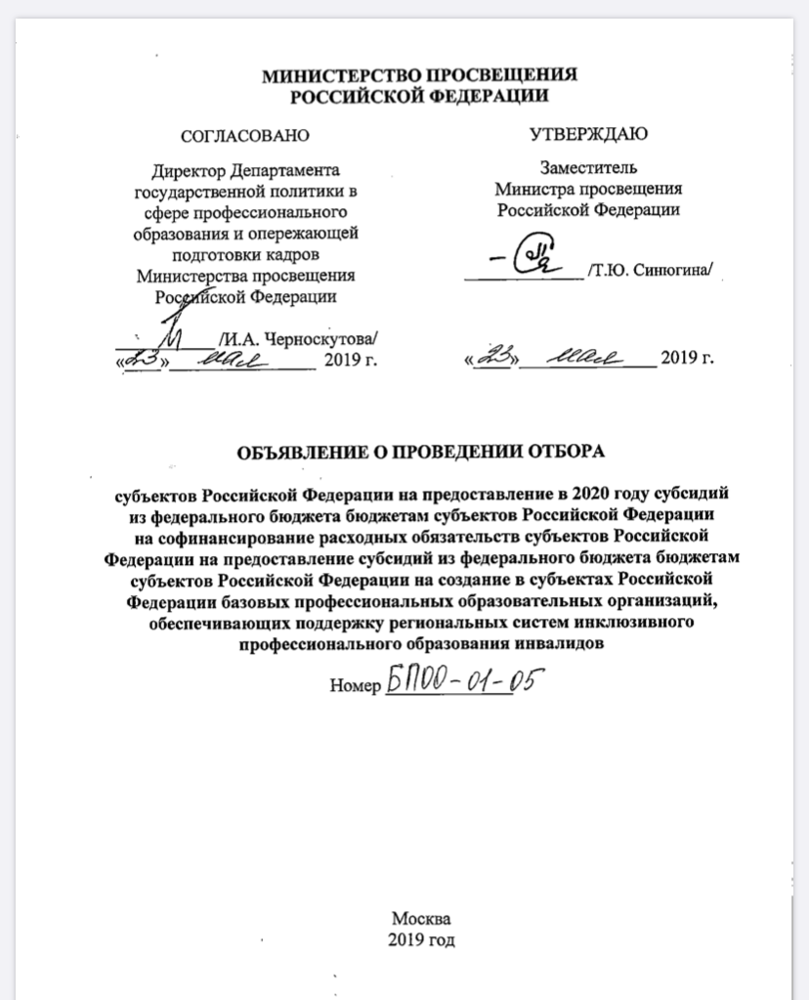 МИНИСТЕРСТВО ПРОСВЕЩЕНИЯ
РОССИЙСКОЙ ФЕДЕРАЦИИ
СОГЛАСОВАНО
Директор Департамента
государственной политики в
сфере профессионального
образования и опережающей
подготовки кадров
Министерства просвещения
Российской Федерации
/И.А. Черноскутова/
«23» мая 2019 г.
УТВЕРЖДАЮ
Заместитель
Министра просвещения
Российской Федерации
/Т.Ю. Синюгина/
«23» мая 2019 г.
ОБЪЯВЛЕНИЕ О ПРОВЕДЕНИИ ОТБОРА
субъектов Российской Федерации на предоставление в 2020 году субсидий
из федерального бюджета бюджетам субъектов Российской Федерации
на софинансирование расходных обязательств субъектов Российской
Федерации на предоставление субсидий из федерального бюджета бюджетам
субъектов Российской Федерации на создание в субъектах Российской
Федерации базовых профессиональных образовательных организаций,
обеспечивающих поддержку региональных систем инклюзивного
профессионального образования инвалидов
Номер БПОО-01-05
Москва
2019 год